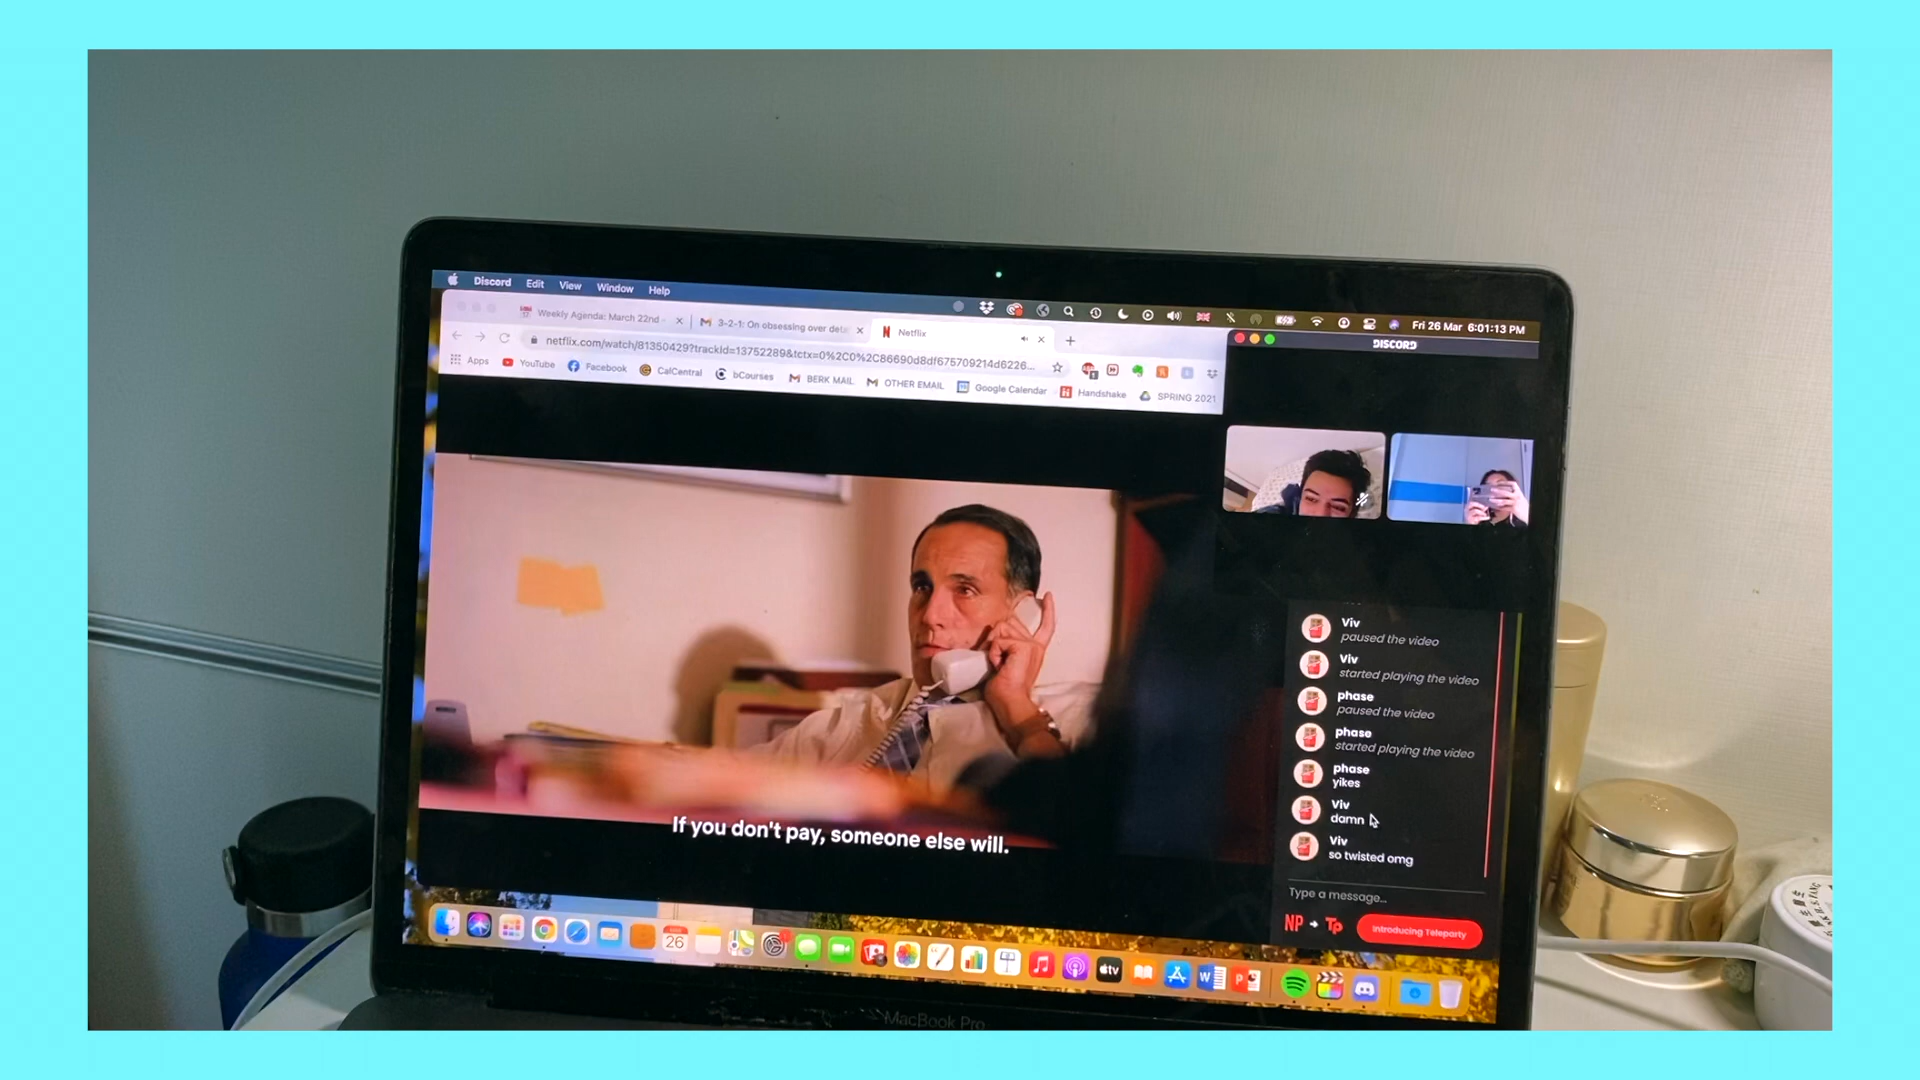 Discord Edit View Window Help
Fri 26 Mar 6:01:13 PM
Weekly Agenda: March 22nd
3-2-1: On obsessing over deta
Netflix
DISCORD
netflix.com/watch/81350429?trackId=13752289&tctx=0%2C0%2C86690d8df675709214d6226...
Apps YouTube Facebook CalCentral bCourses BERK MAIL OTHER EMAIL Google Calendar Handshake SPRING 2021
Viv
paused the video
Viv
started playing the video
phase
paused the video
phase
started playing the video
phase
yikes
Viv
damn
Viv
so twisted omg
If you don't pay, someone else will.
Type a message...
NP Tp Introducing Teleparty
26
tv
W
P
MacBook Pro